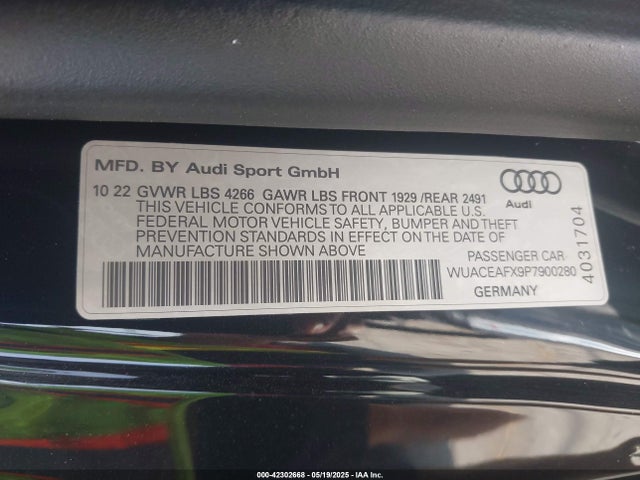 MFD. BY Audi Sport GmbH
10 22 GVWR LBS 4266 GAWR LBS FRONT 1929 /REAR 2491
THIS VEHICLE CONFORMS TO ALL APPLICABLE U.S.
FEDERAL MOTOR VEHICLE SAFETY, BUMPER AND THEFT
PREVENTION STANDARDS IN EFFECT ON THE DATE OF
MANUFACTURE SHOWN ABOVE
Audi
4031704
PASSENGER CAR
WUACEAFX9P7900280
GERMANY
000-42302668 - 05/19/2025 - IAA Inc.